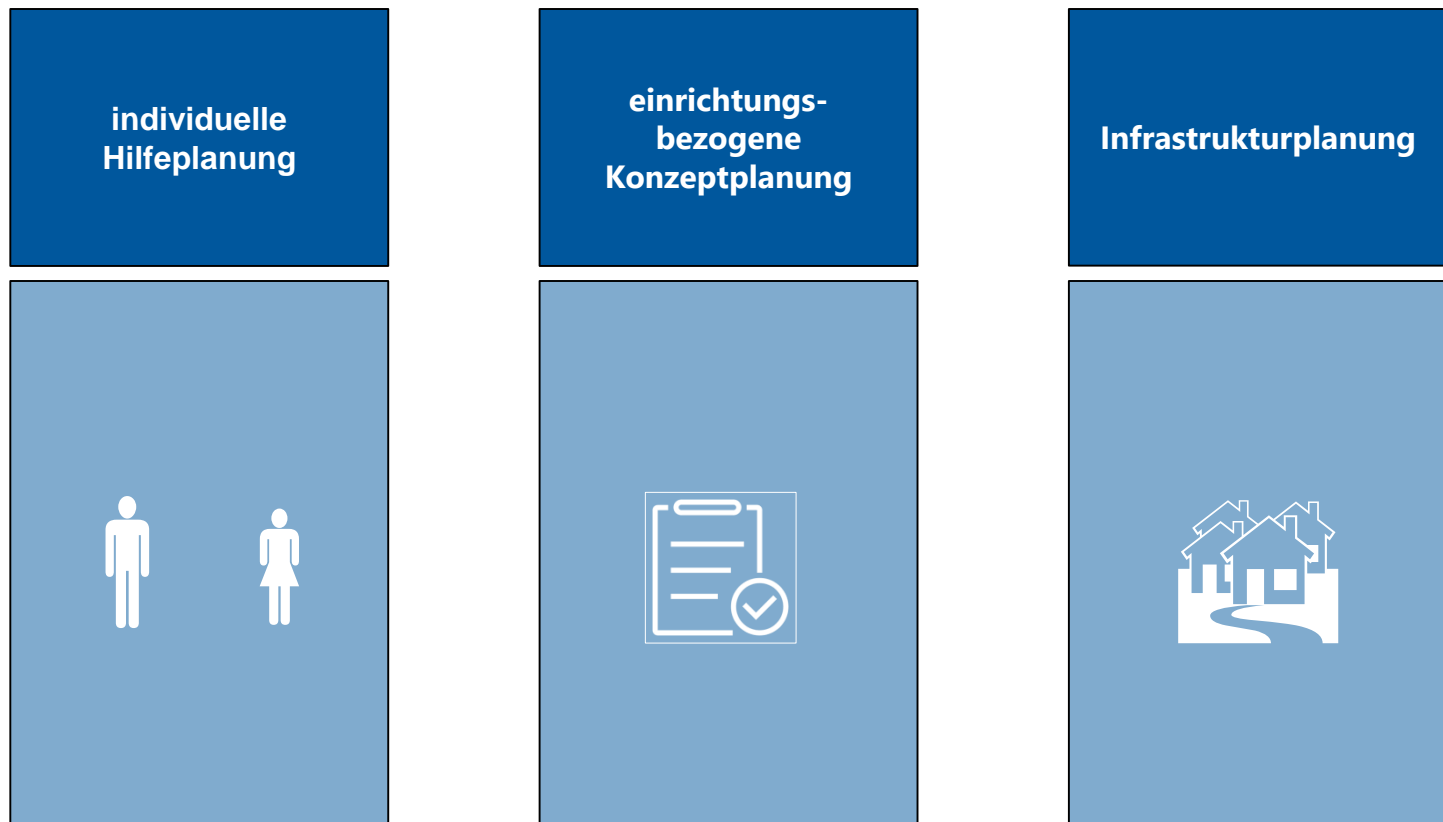 individuelle
Hilfeplanung
einrichtungs-
bezogene
Konzeptplanung
Infrastrukturplanung